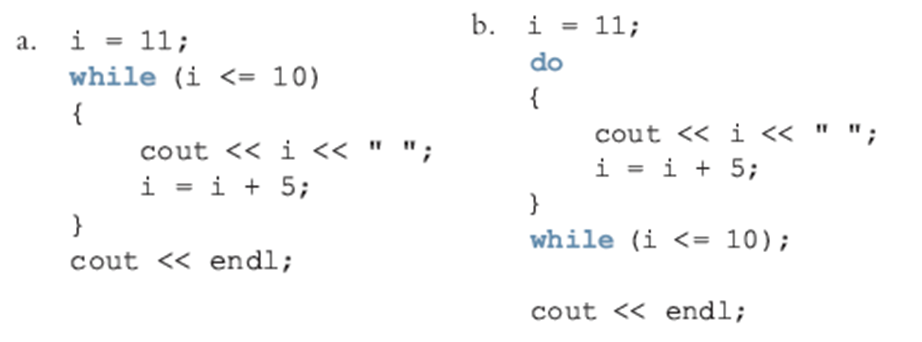 a. i = 11;
while (i <= 10)
{
cout << i << " ";
i = i + 5;
}
cout << endl;
b. i = 11;
do
{
cout << i << " ";
i = i + 5;
}
while (i <= 10);
cout << endl;